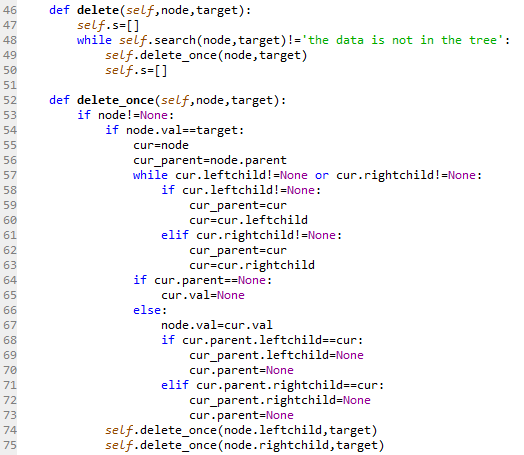 46    def delete(self,node,target):
47        self.s=[]
48        while self.search(node,target)!='the data is not in the tree':
49            self.delete_once(node,target)
50            self.s=[]
51
52    def delete_once(self,node,target):
53        if node!=None:
54            if node.val==target:
55                cur=node
56                cur_parent=node.parent
57                while cur.leftchild!=None or cur.rightchild!=None:
58                    if cur.leftchild!=None:
59                        cur_parent=cur
60                        cur=cur.leftchild
61                    elif cur.rightchild!=None:
62                        cur_parent=cur
63                        cur=cur.rightchild
64                if cur.parent==None:
65                    cur.val=None
66                else:
67                    node.val=cur.val
68                    if cur.parent.leftchild==cur:
69                        cur_parent.leftchild=None
70                        cur.parent=None
71                    elif cur.parent.rightchild==cur:
72                        cur_parent.rightchild=None
73                        cur.parent=None
74            self.delete_once(node.leftchild,target)
75            self.delete_once(node.rightchild,target)